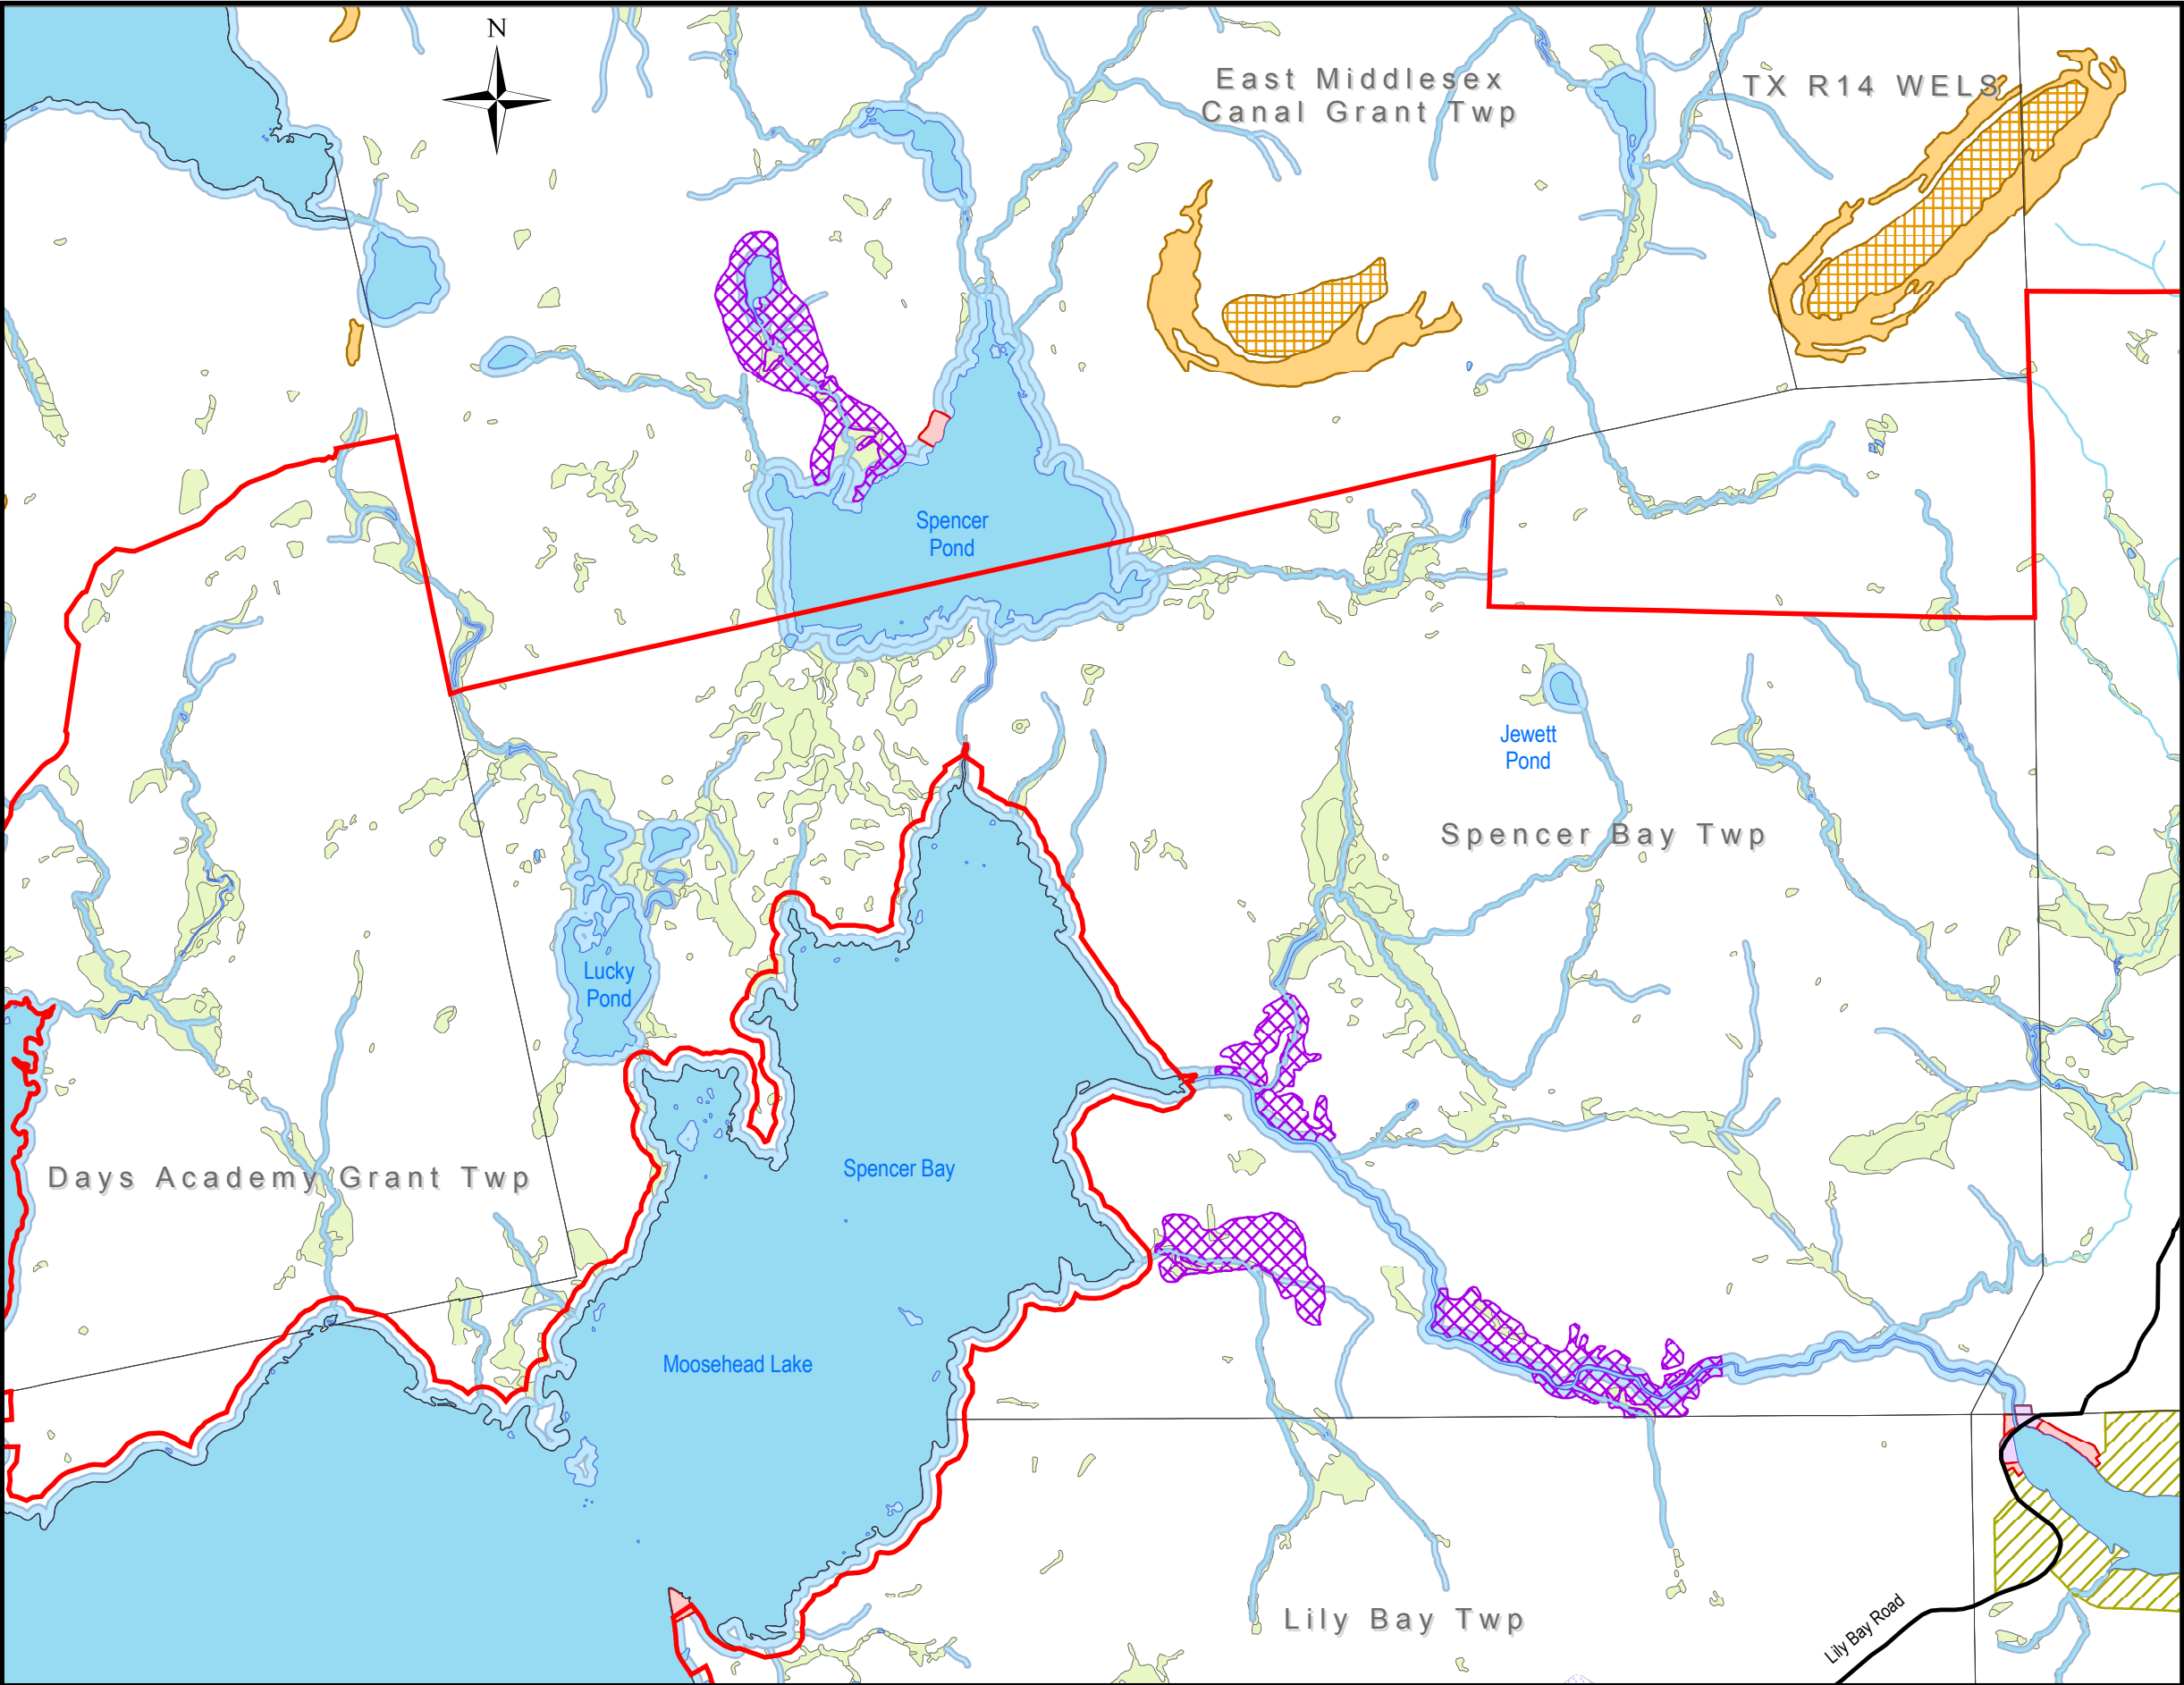 N
East Middlesex
Canal Grant Twp
TX R14 WELS
Spencer
Pond
Jewett
Pond
Spencer Bay Twp
Lucky
Pond
Days Academy Grant Twp
Spencer Bay
Moosehead Lake
Lily Bay Twp
Lily Bay Road